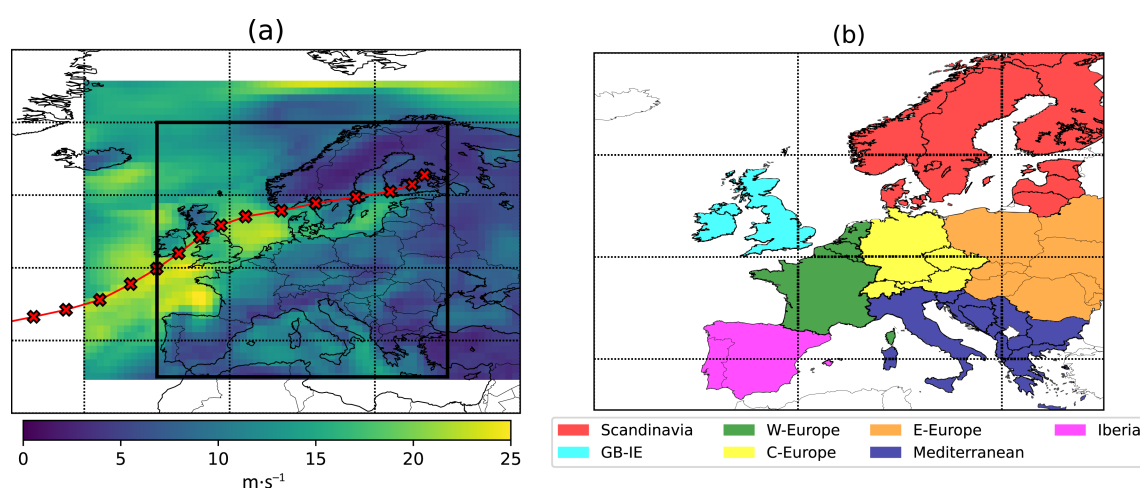 (a)
(b)
0 5 10 15 20 25
m·s⁻¹
Scandinavia W-Europe E-Europe Iberia
GB-IE C-Europe Mediterranean